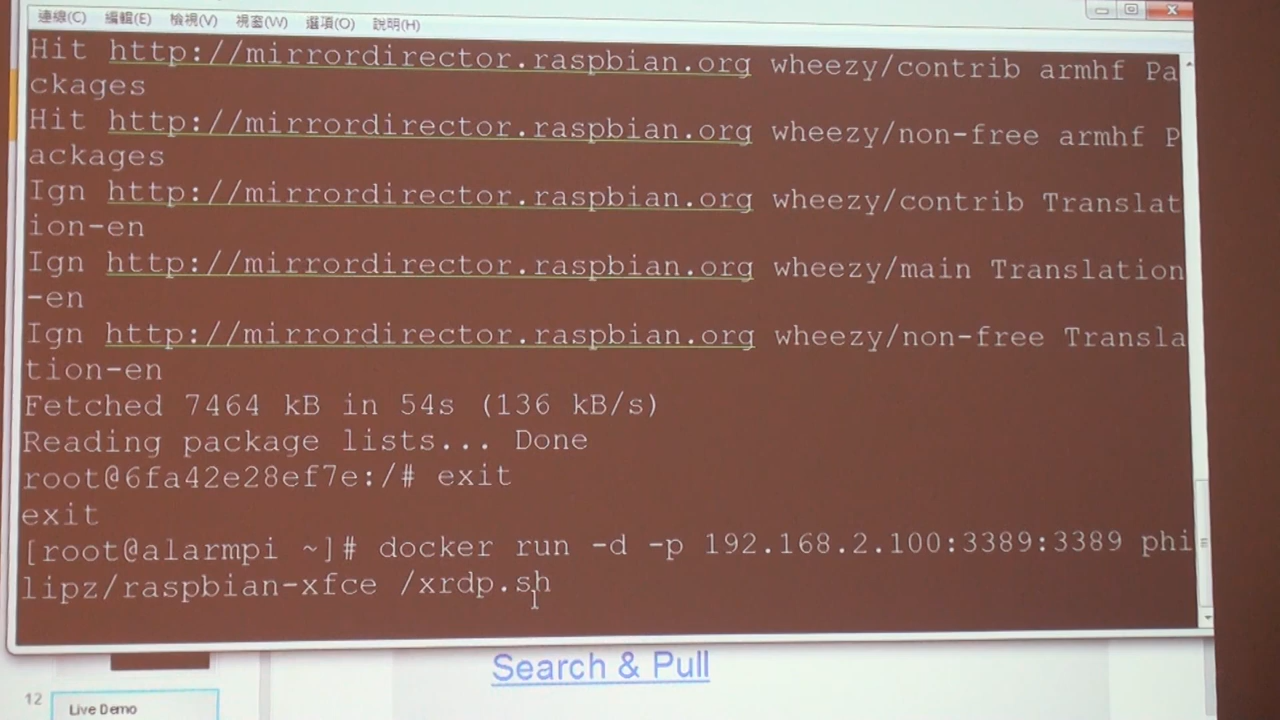 連線(C) 編輯(E) 檢視(V) 視窗(W) 選項(O) 說明(H)
Hit http://mirrordirector.raspbian.org wheezy/contrib armhf Pa
ckages
Hit http://mirrordirector.raspbian.org wheezy/non-free armhf P
ackages
Ign http://mirrordirector.raspbian.org wheezy/contrib Translat
ion-en
Ign http://mirrordirector.raspbian.org wheezy/main Translation
-en
Ign http://mirrordirector.raspbian.org wheezy/non-free Transla
tion-en
Fetched 7464 kB in 54s (136 kB/s)
Reading package lists... Done
root@6fa42e28ef7e:/# exit
exit
[root@alarmpi ~]# docker run -d -p 192.168.2.100:3389:3389 phi
lipz/raspbian-xfce /xrdp.sh
Search & Pull
12
Live Demo